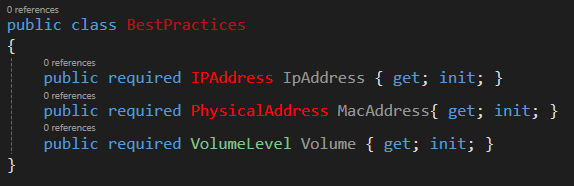 0 references
public class BestPractices
{
0 references
public required IPAddress IpAddress { get; init; }
0 references
public required PhysicalAddress MacAddress{ get; init; }
0 references
public required VolumeLevel Volume { get; init; }
}